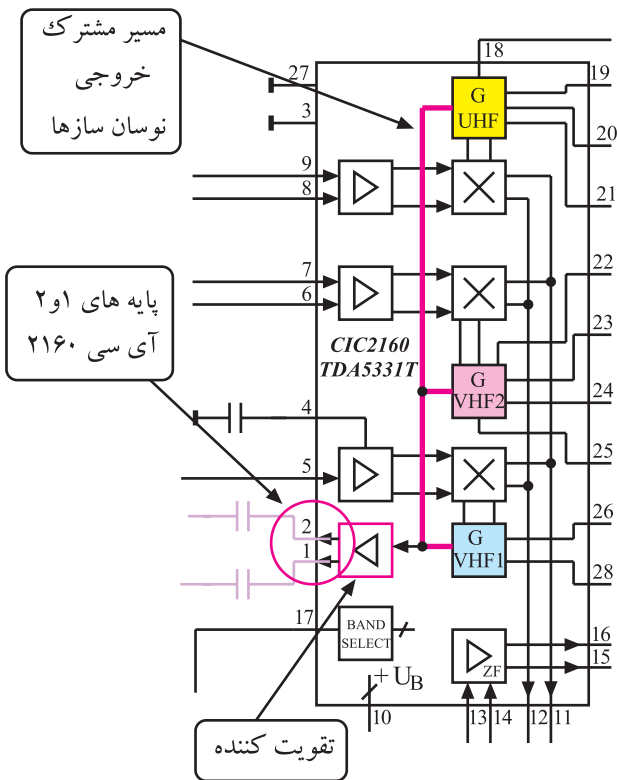 مسیر مشترک
خروجی
نوسان سازها
18
27
G
UHF
19
3
20
9
8
21
7
6
22
پایه های ۱و۲
آی سی ۲۱۶۰
CIC2160
TDA5331T
23
G
VHF2
24
4
25
5
26
2
G
VHF1
1
28
17
BAND
SELECT
16
ZF
15
+U_B
10
13
14
12
11
تقویت کننده